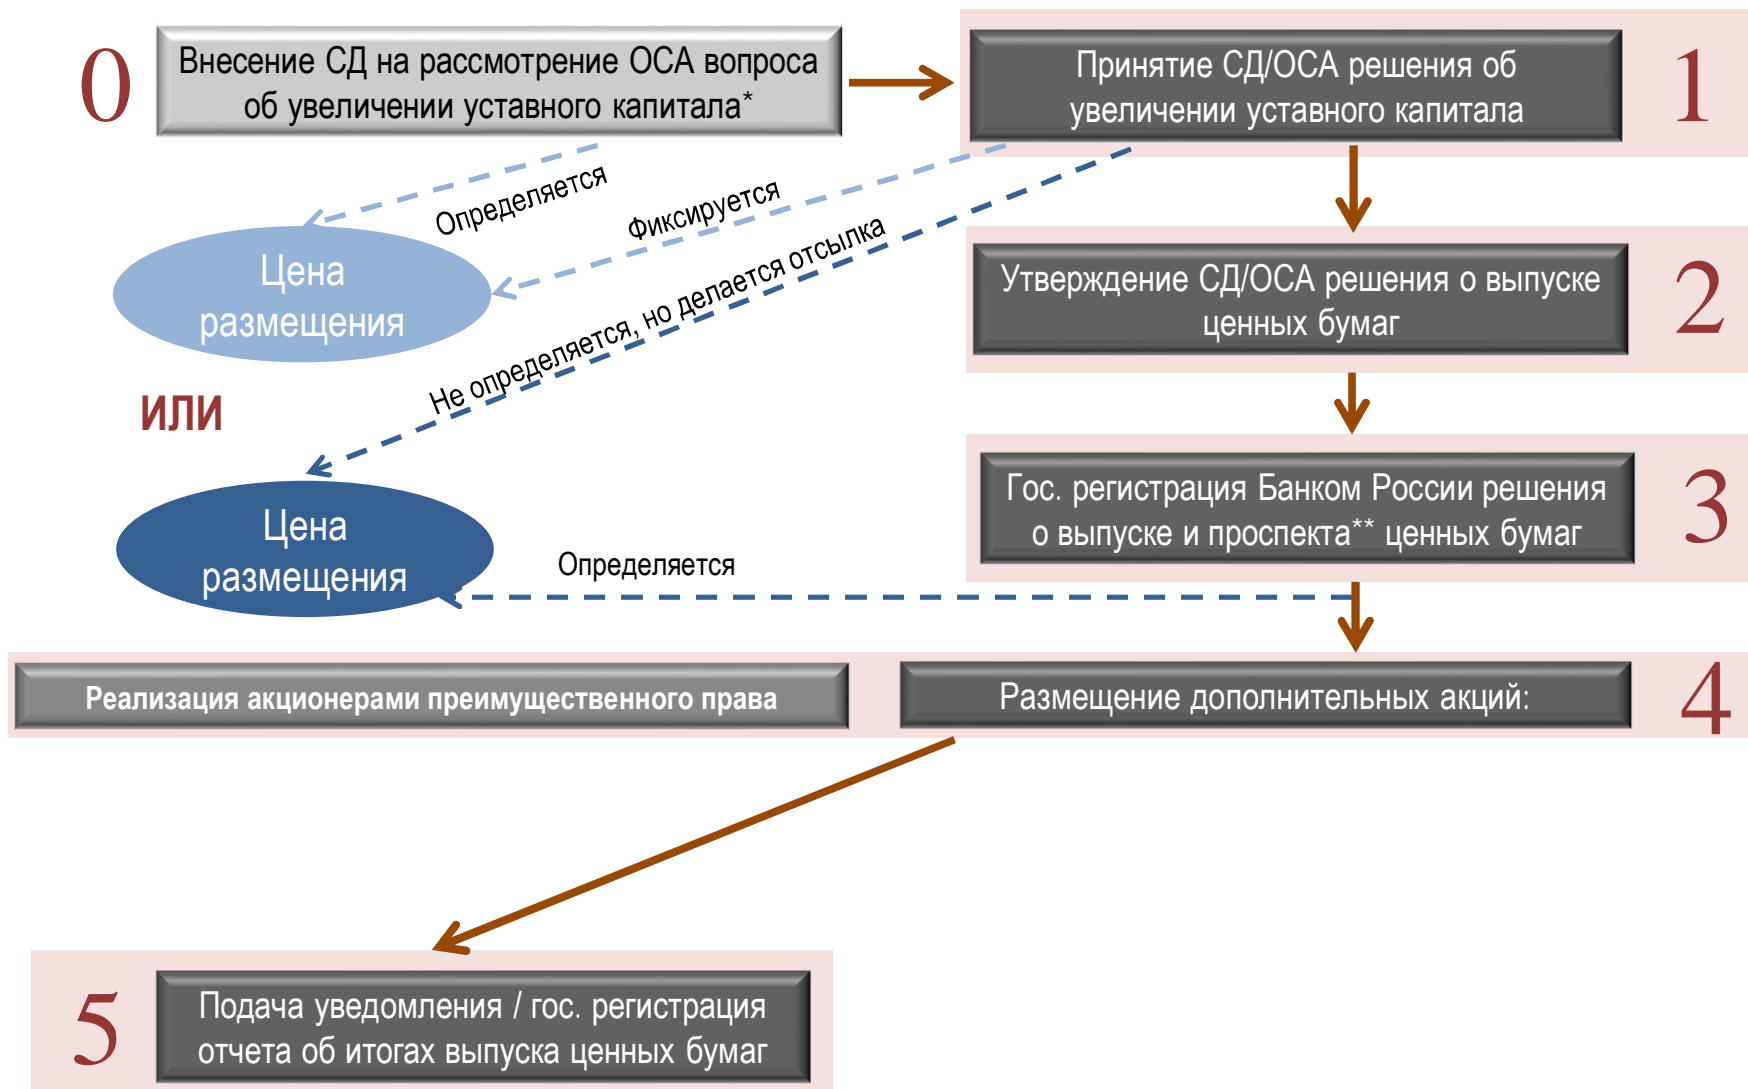 0
Внесение СД на рассмотрение ОСА вопроса
об увеличении уставного капитала*
Принятие СД/ОСА решения об
увеличении уставного капитала
1
Определяется
Фиксируется
Не определяется, но делается отсылка
Цена
размещения
Утверждение СД/ОСА решения о выпуске
ценных бумаг
2
ИЛИ
Гос. регистрация Банком России решения
о выпуске и проспекта** ценных бумаг
3
Цена
размещения
Определяется
Реализация акционерами преимущественного права
Размещение дополнительных акций:
4
5
Подача уведомления / гос. регистрация
отчета об итогах выпуска ценных бумаг